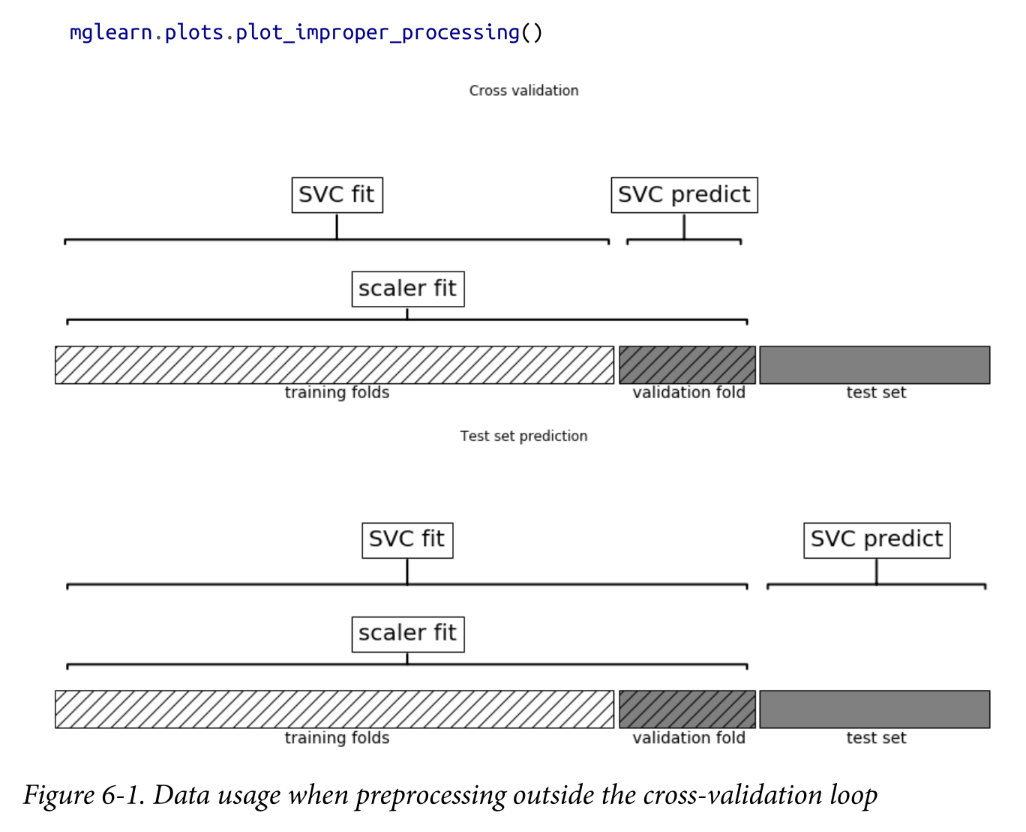 mglearn.plots.plot_improper_processing()
Cross validation
SVC fit
SVC predict
scaler fit
training folds
validation fold
test set
Test set prediction
SVC fit
SVC predict
scaler fit
training folds
validation fold
test set
Figure 6-1. Data usage when preprocessing outside the cross-validation loop